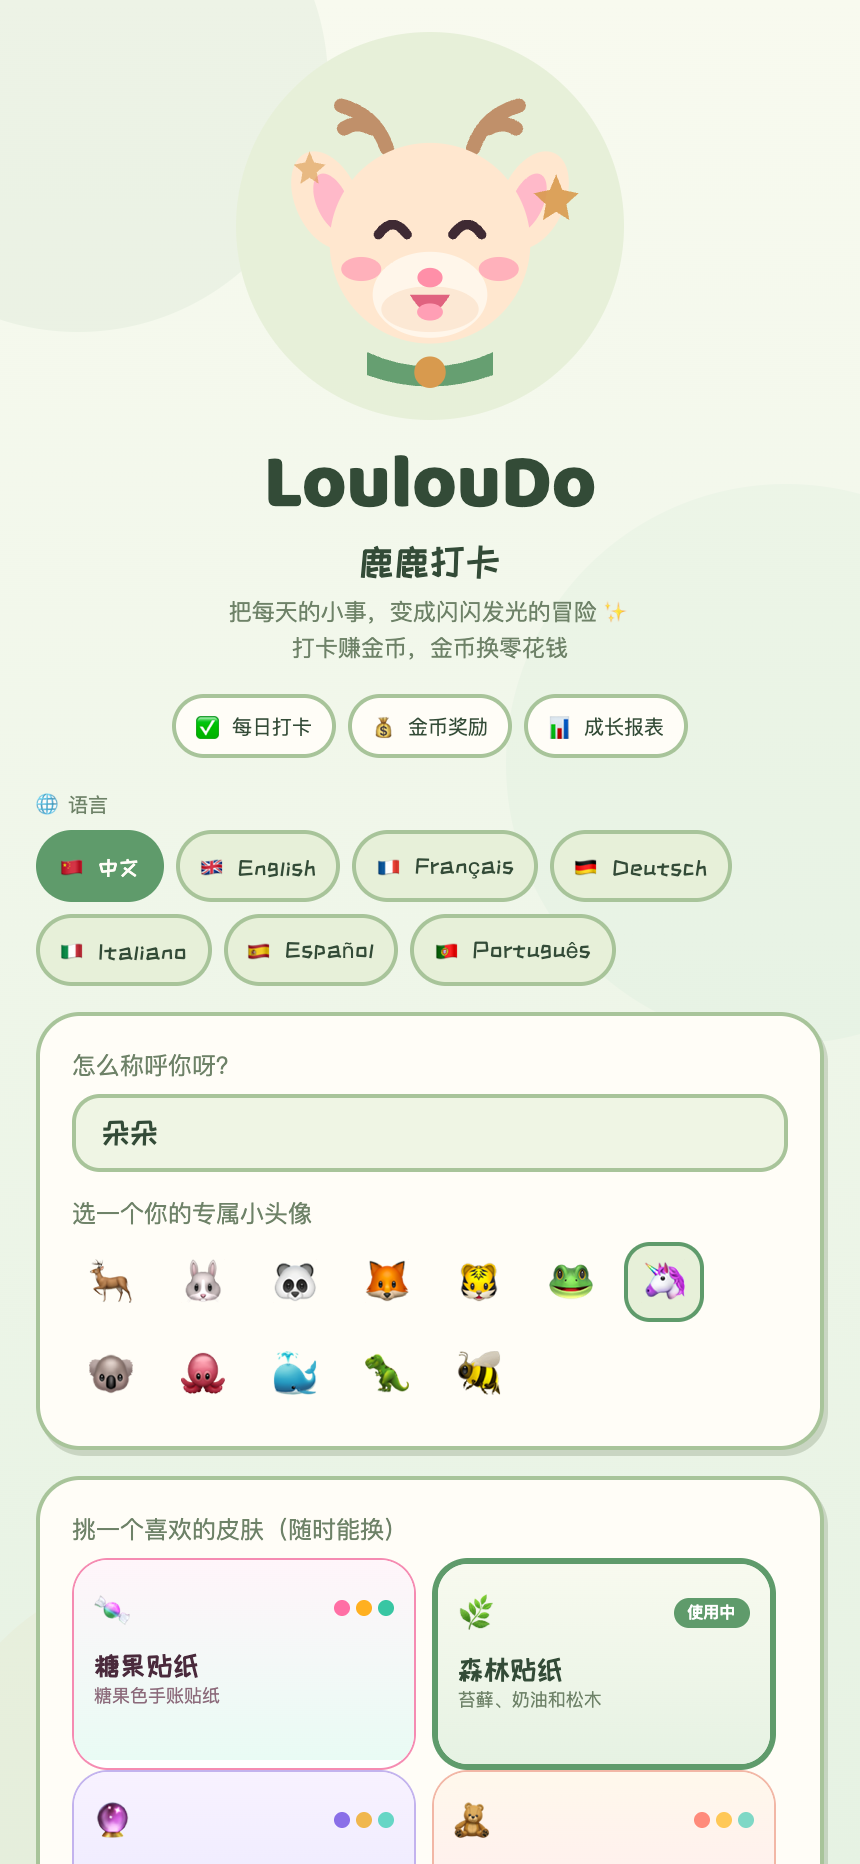 LoulouDo
鹿鹿打卡
把每天的小事，变成闪闪发光的冒险 ✨
打卡赚金币，金币换零花钱
✅ 每日打卡
💰 金币奖励
📊 成长报表
🌐 语言
🇨🇳 中文
🇬🇧 English
🇫🇷 Français
🇩🇪 Deutsch
🇮🇹 Italiano
🇪🇸 Español
🇵🇹 Português
怎么称呼你呀？
朵朵
选一个你的专属小头像
挑一个喜欢的皮肤（随时能换）
糖果贴纸
糖果色手账贴纸
使用中
森林贴纸
苔藓、奶油和松木